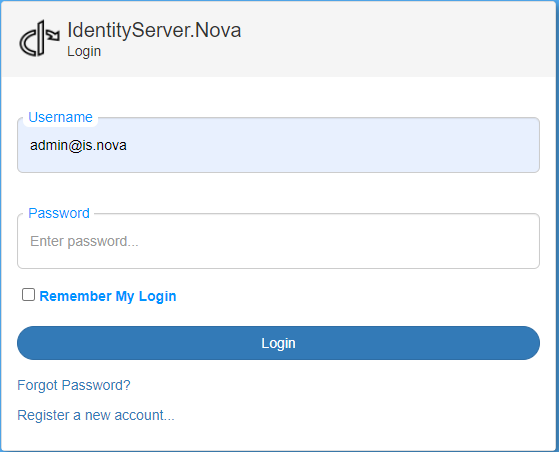 IdentityServer.Nova
Login
Username
admin@is.nova
Password
Enter password...
Remember My Login
Login
Forgot Password?
Register a new account...